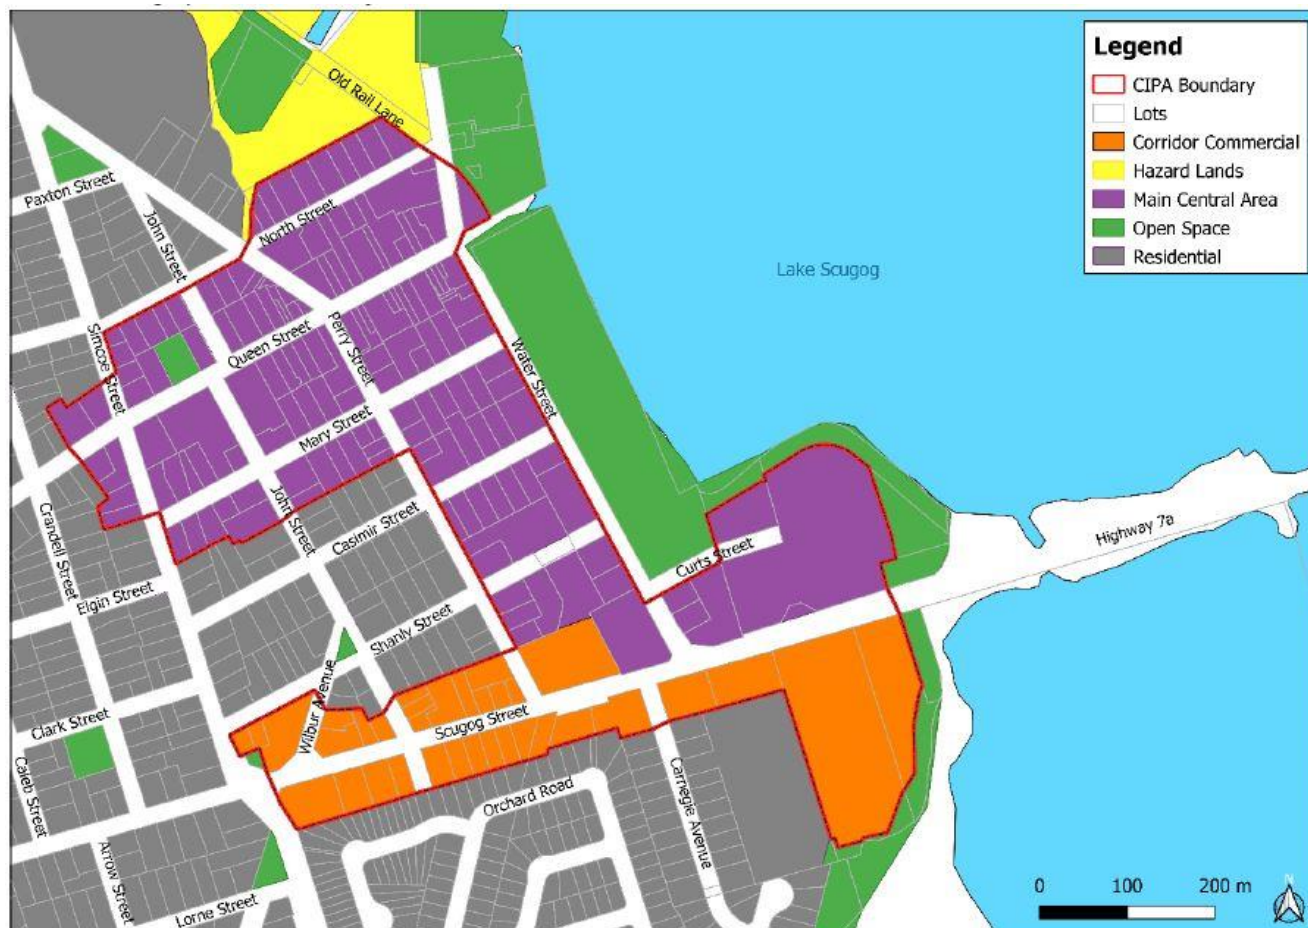 Legend
CIPA Boundary
Lots
Corridor Commercial
Hazard Lands
Main Central Area
Open Space
Residential
Old Rail Lane
Paxton Street
John Street
North Street
Lake Scugog
Simcoe Street
Queen Street
Perry Street
Water Street
Mary Street
John Street
Crandell Street
Casimir Street
Highway 7a
Curts Street
Elgin Street
Shanly Street
Wilbur Avenue
Clark Street
Scugog Street
Caleb Street
Carnegie Avenue
Orchard Road
Arrow Street
Lorne Street
0 100 200 m
N